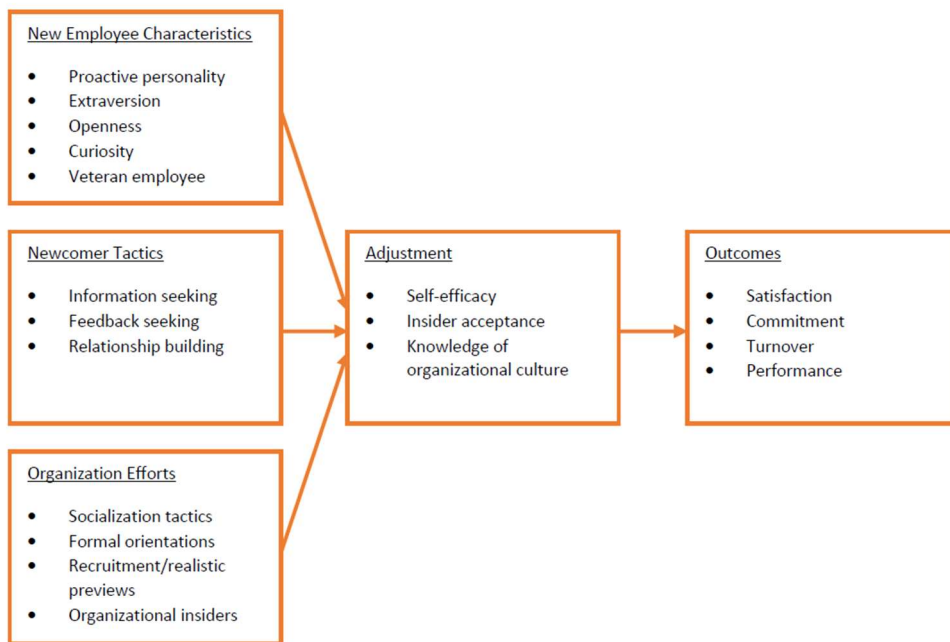 New Employee Characteristics
• Proactive personality
• Extraversion
• Openness
• Curiosity
• Veteran employee
Newcomer Tactics
• Information seeking
• Feedback seeking
• Relationship building
Organization Efforts
• Socialization tactics
• Formal orientations
• Recruitment/realistic
previews
• Organizational insiders
Adjustment
• Self-efficacy
• Insider acceptance
• Knowledge of
organizational culture
Outcomes
• Satisfaction
• Commitment
• Turnover
• Performance